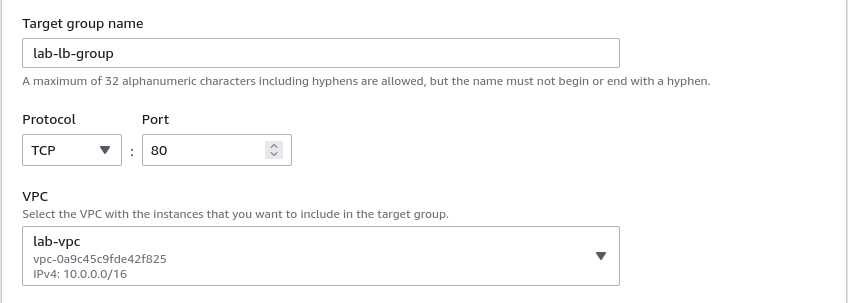 Target group name
lab-lb-group
A maximum of 32 alphanumeric characters including hyphens are allowed, but the name must not begin or end with a hyphen.
Protocol Port
TCP : 80
VPC
Select the VPC with the instances that you want to include in the target group.
lab-vpc
vpc-0a9c45c9fde42f825
IPv4: 10.0.0.0/16